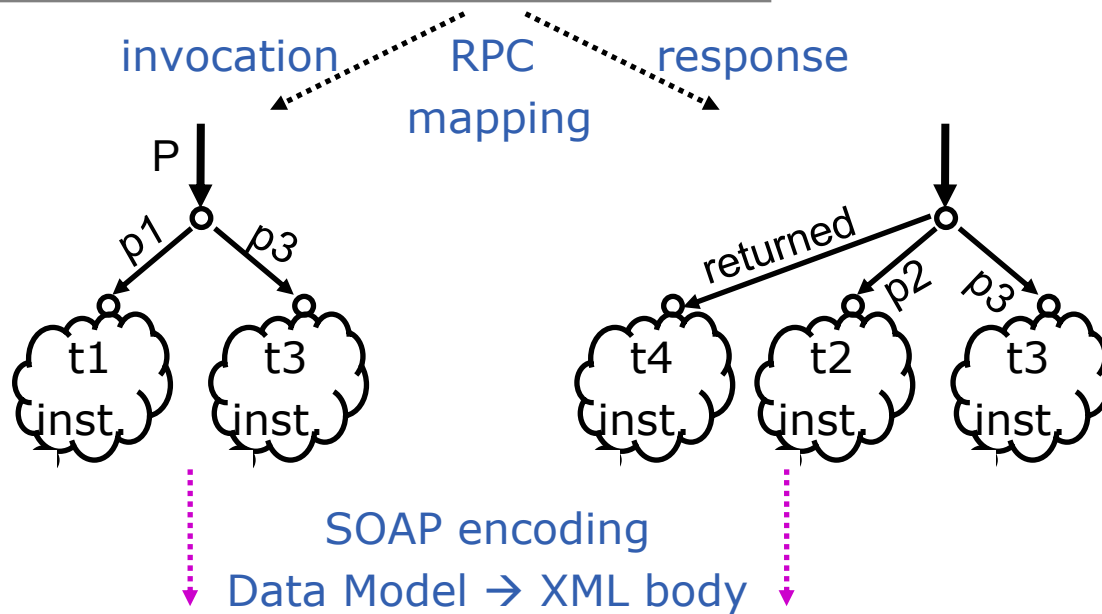 invocation RPC response
mapping
P
p1 p3 returned p2 p3
t1 t3 t4 t2 t3
inst. inst. inst. inst. inst.
SOAP encoding
Data Model → XML body